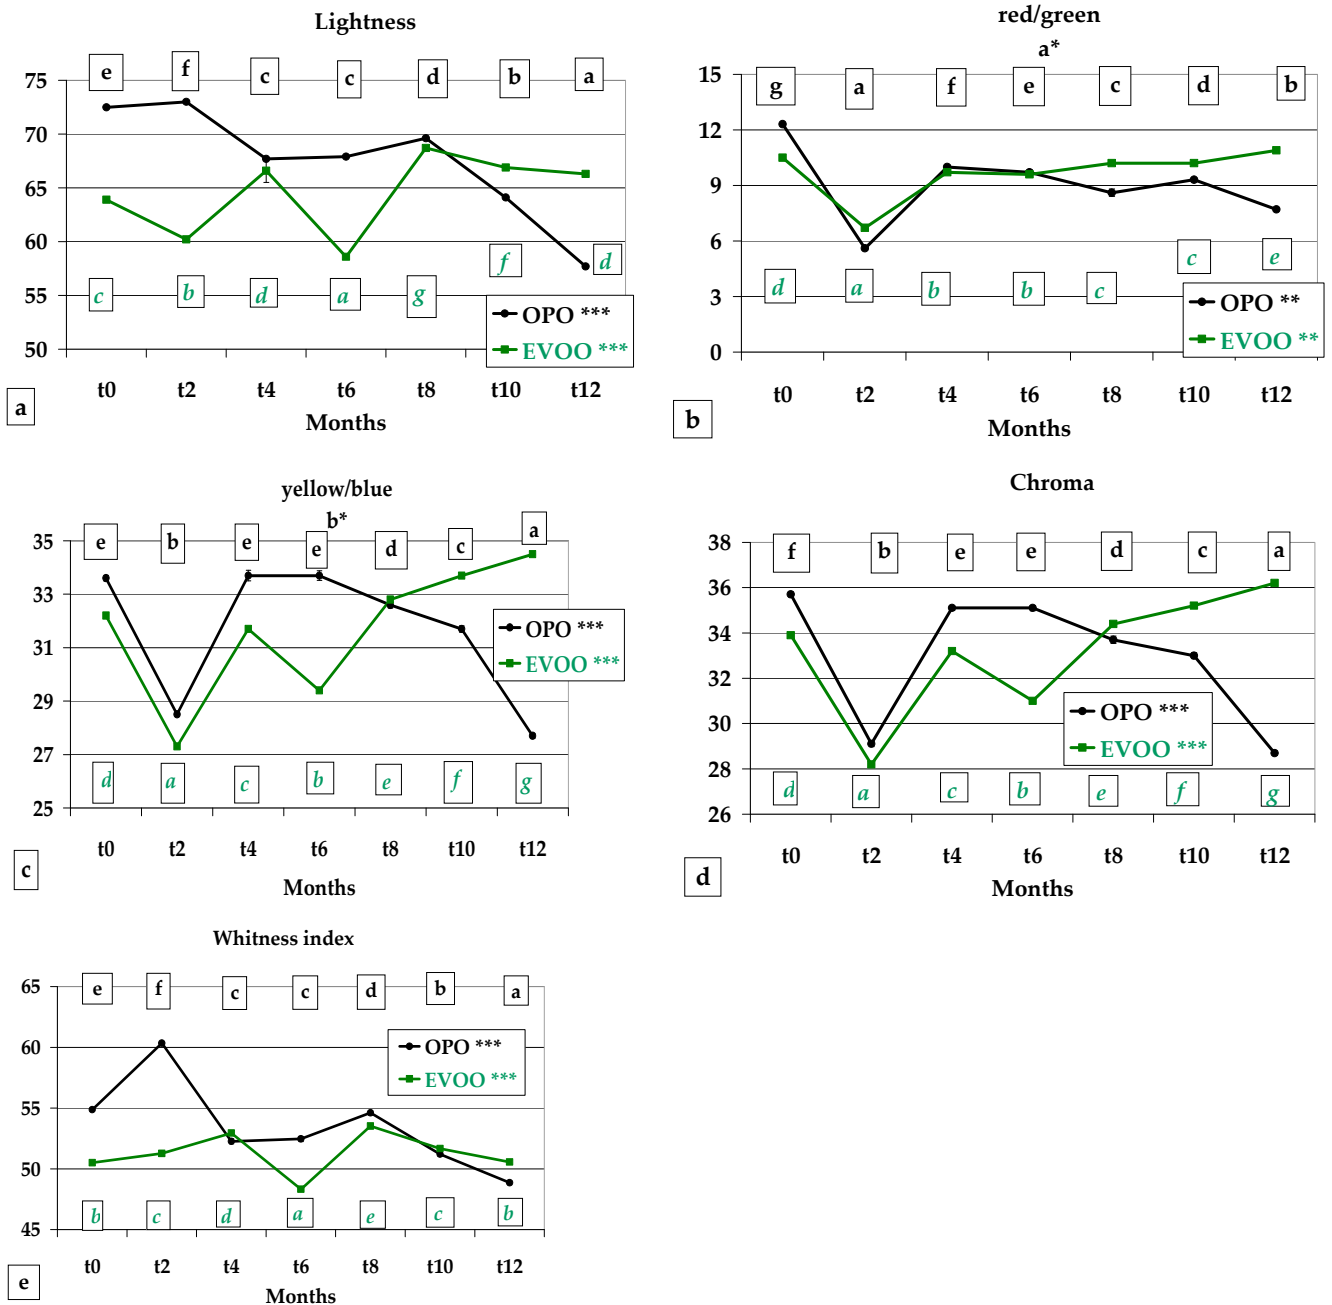 Lightness
e f c c d b a
75
70
65
60
55
50
c b d a g f d
OPO ***
EVOO ***
t0 t2 t4 t6 t8 t10 t12
Months
a
red/green
a*
g a f e c d b
15
12
9
6
3
0
d a b b c c e
OPO **
EVOO **
t0 t2 t4 t6 t8 t10 t12
Months
b
yellow/blue
b*
e b e e d c a
35
33
31
29
27
25
OPO ***
EVOO ***
d a c b e f g
t0 t2 t4 t6 t8 t10 t12
Months
c
Chroma
f b e e d c a
38
36
34
32
30
28
26
OPO ***
EVOO ***
d a c b e f g
t0 t2 t4 t6 t8 t10 t12
Months
d
Whitness index
e f c c d b a
65
60
55
50
45
OPO ***
EVOO ***
b c d a e c b
t0 t2 t4 t6 t8 t10 t12
Months
e